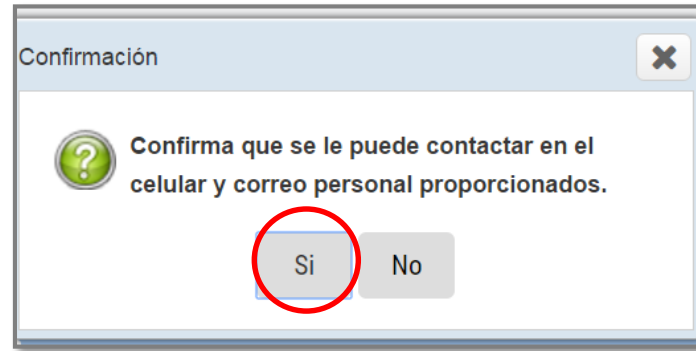 Confirmación
Confirma que se le puede contactar en el
celular y correo personal proporcionados.
Si No